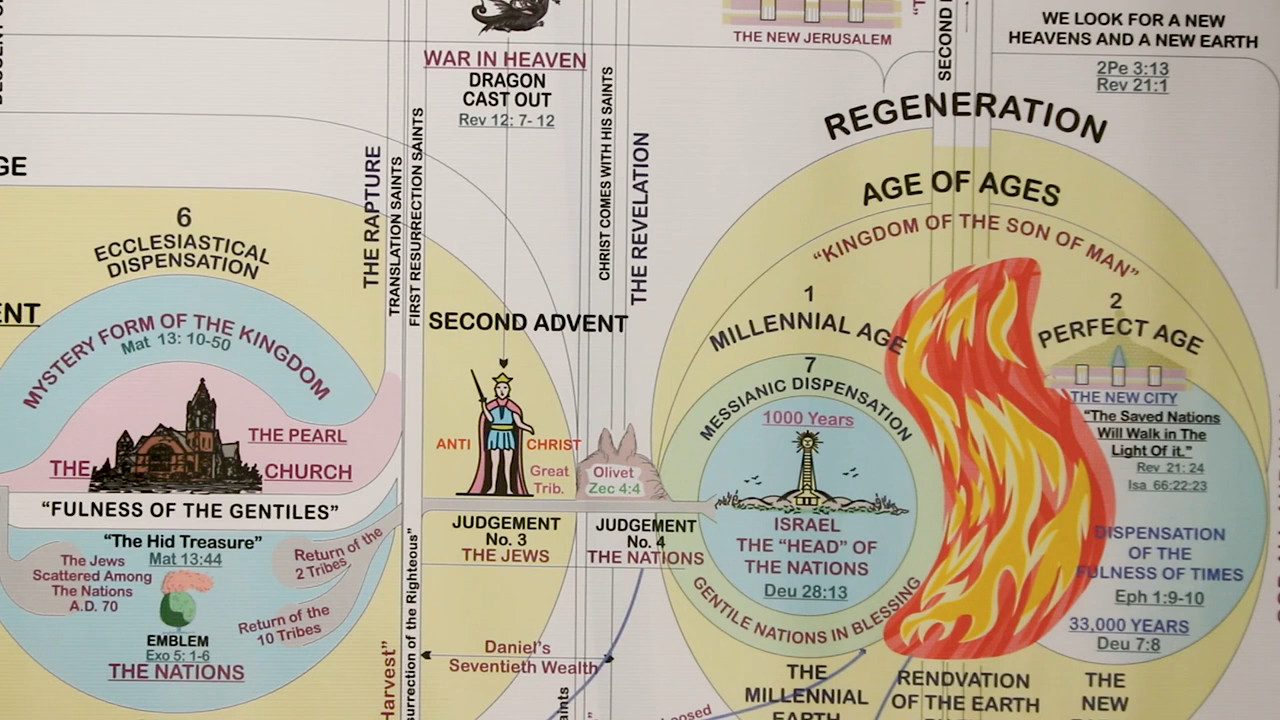 WAR IN HEAVEN
DRAGON
CAST OUT
Rev 12: 7- 12
THE NEW JERUSALEM
SECOND
WE LOOK FOR A NEW
HEAVENS AND A NEW EARTH
2Pe 3:13
Rev 21:1
GE
ENT
6
ECCLESIASTICAL
DISPENSATION
MYSTERY FORM OF THE KINGDOM
Mat 13: 10-50
THE PEARL
THE CHURCH
"FULNESS OF THE GENTILES"
"The Hid Treasure"
Mat 13:44
The Jews
Scattered Among
The Nations
A.D. 70
Return of the
2 Tribes
Return of the
10 Tribes
EMBLEM
Exo 5: 1-6
THE NATIONS
THE RAPTURE
TRANSLATION SAINTS
FIRST RESURRECTION SAINTS
Harvest"
surrection of the Righteous"
CHRIST COMES WITH HIS SAINTS
THE REVELATION
SECOND ADVENT
ANTI CHRIST
Great
Trib.
Olivet
Zec 4:4
JUDGEMENT
No. 3
THE JEWS
JUDGEMENT
No. 4
THE NATIONS
Daniel's
Seventieth Wealth
aints
oosed
REGENERATION
AGE OF AGES
"KINGDOM OF THE SON OF MAN"
1
MILLENNIAL AGE
7
MESSIANIC DISPENSATION
1000 Years
ISRAEL
THE "HEAD" OF
THE NATIONS
Deu 28:13
GENTILE NATIONS IN BLESSING
THE
MILLENNIAL
EARTH
RENDVATION
OF THE EARTH
2
PERFECT AGE
THE NEW CITY
"The Saved Nations
Will Walk in The
Light Of it."
Rev 21: 24
Isa 66:22:23
DISPENSATION
OF THE
FULNESS OF TIMES
Eph 1:9-10
33,000 YEARS
Deu 7:8
THE
NEW